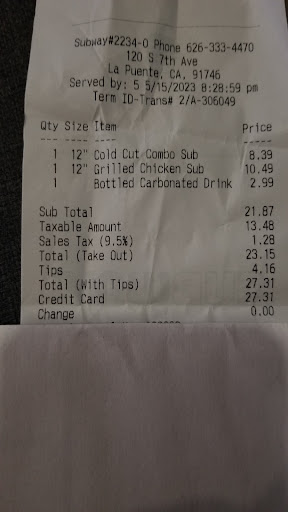 Subway#2234-0 Phone 626-333-4470
120 S 7th Ave
La Puente, CA, 91746
Served by: 5 5/15/2023 8:28:59 pm
Term ID-Trans# 2/A-306049
Qty Size Item Price
--- ---- ---- -----
1 12" Cold Cut Combo Sub 8.39
1 12" Grilled Chicken Sub 10.49
1 Bottled Carbonated Drink 2.99
Sub Total 21.87
Taxable Amount 13.48
Sales Tax (9.5%) 1.28
Total (Take Out) 23.15
Tips 4.16
Total (With Tips) 27.31
Credit Card 27.31
Change 0.00